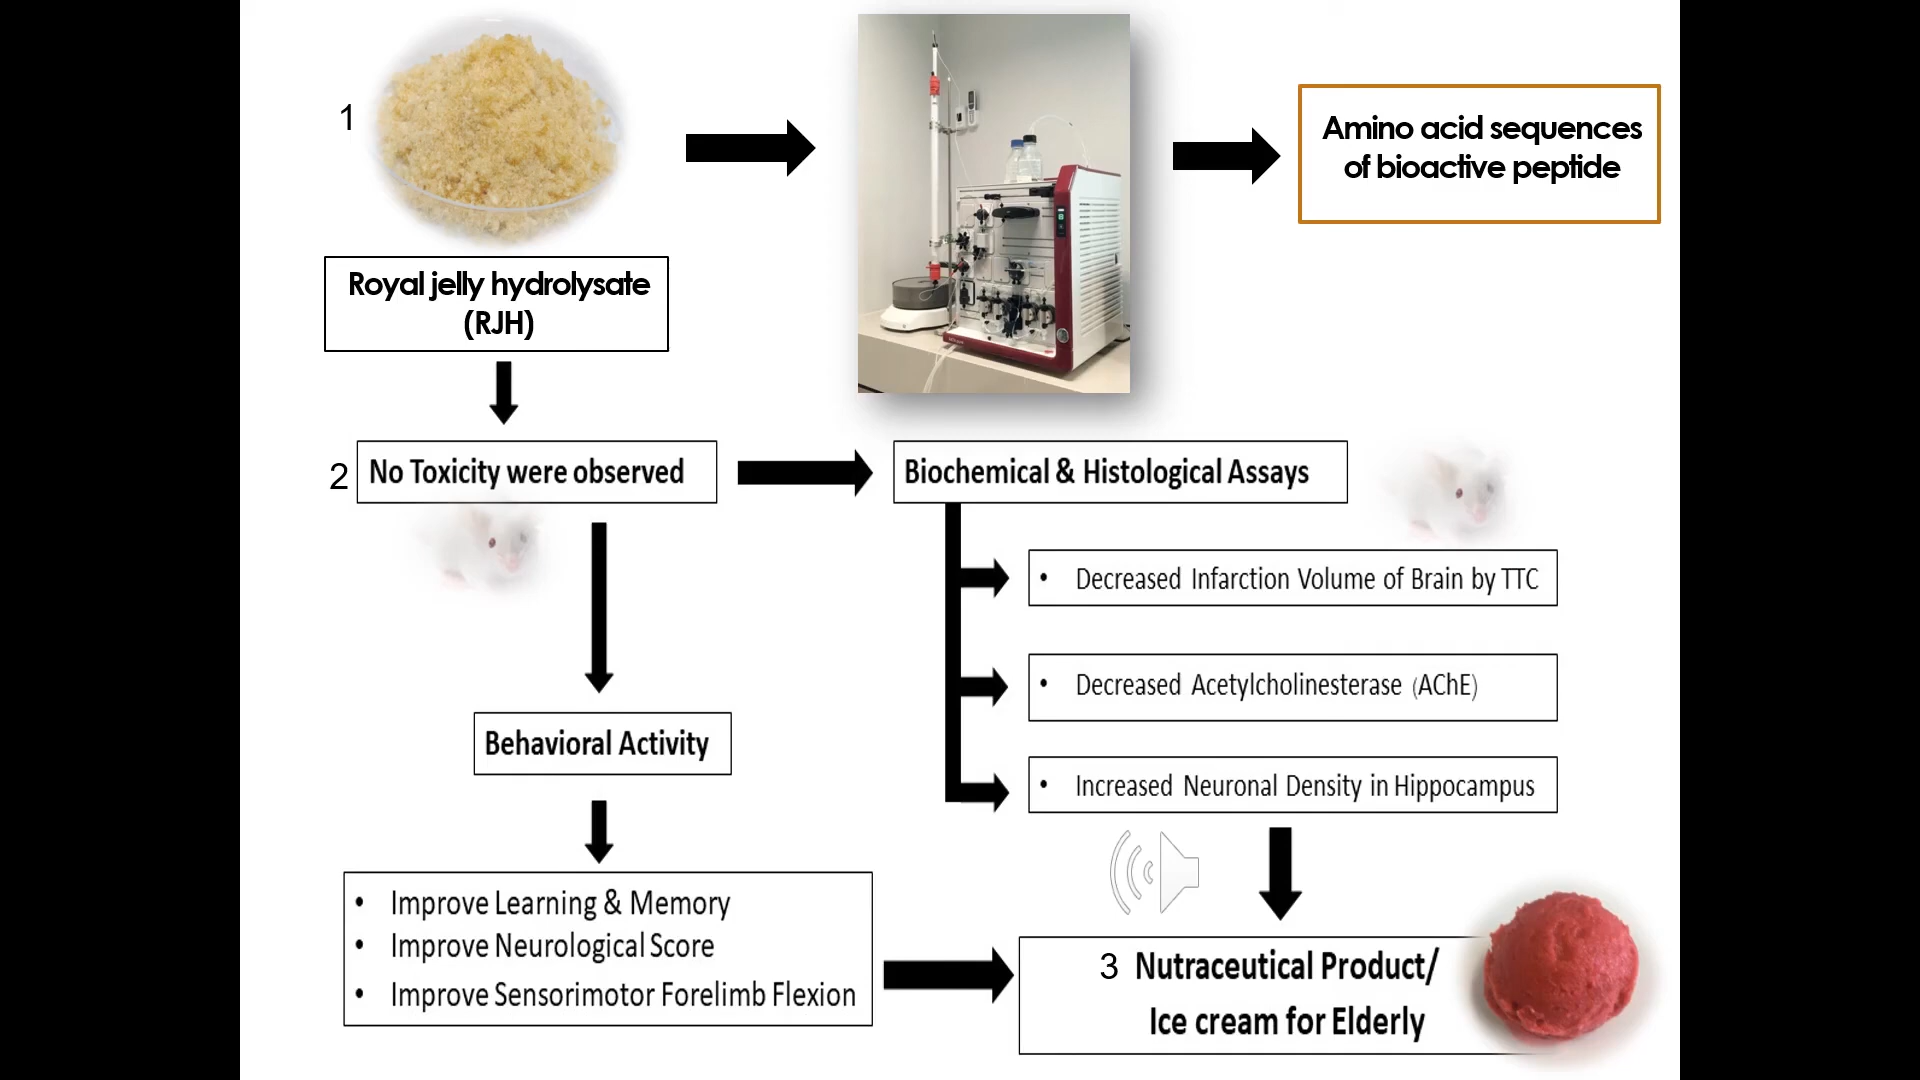 1
Royal jelly hydrolysate
(RJH)
Amino acid sequences
of bioactive peptide
2 No Toxicity were observed
Biochemical & Histological Assays
• Decreased Infarction Volume of Brain by TTC
• Decreased Acetylcholinesterase (AChE)
• Increased Neuronal Density in Hippocampus
Behavioral Activity
• Improve Learning & Memory
• Improve Neurological Score
• Improve Sensorimotor Forelimb Flexion
3 Nutraceutical Product/
Ice cream for Elderly